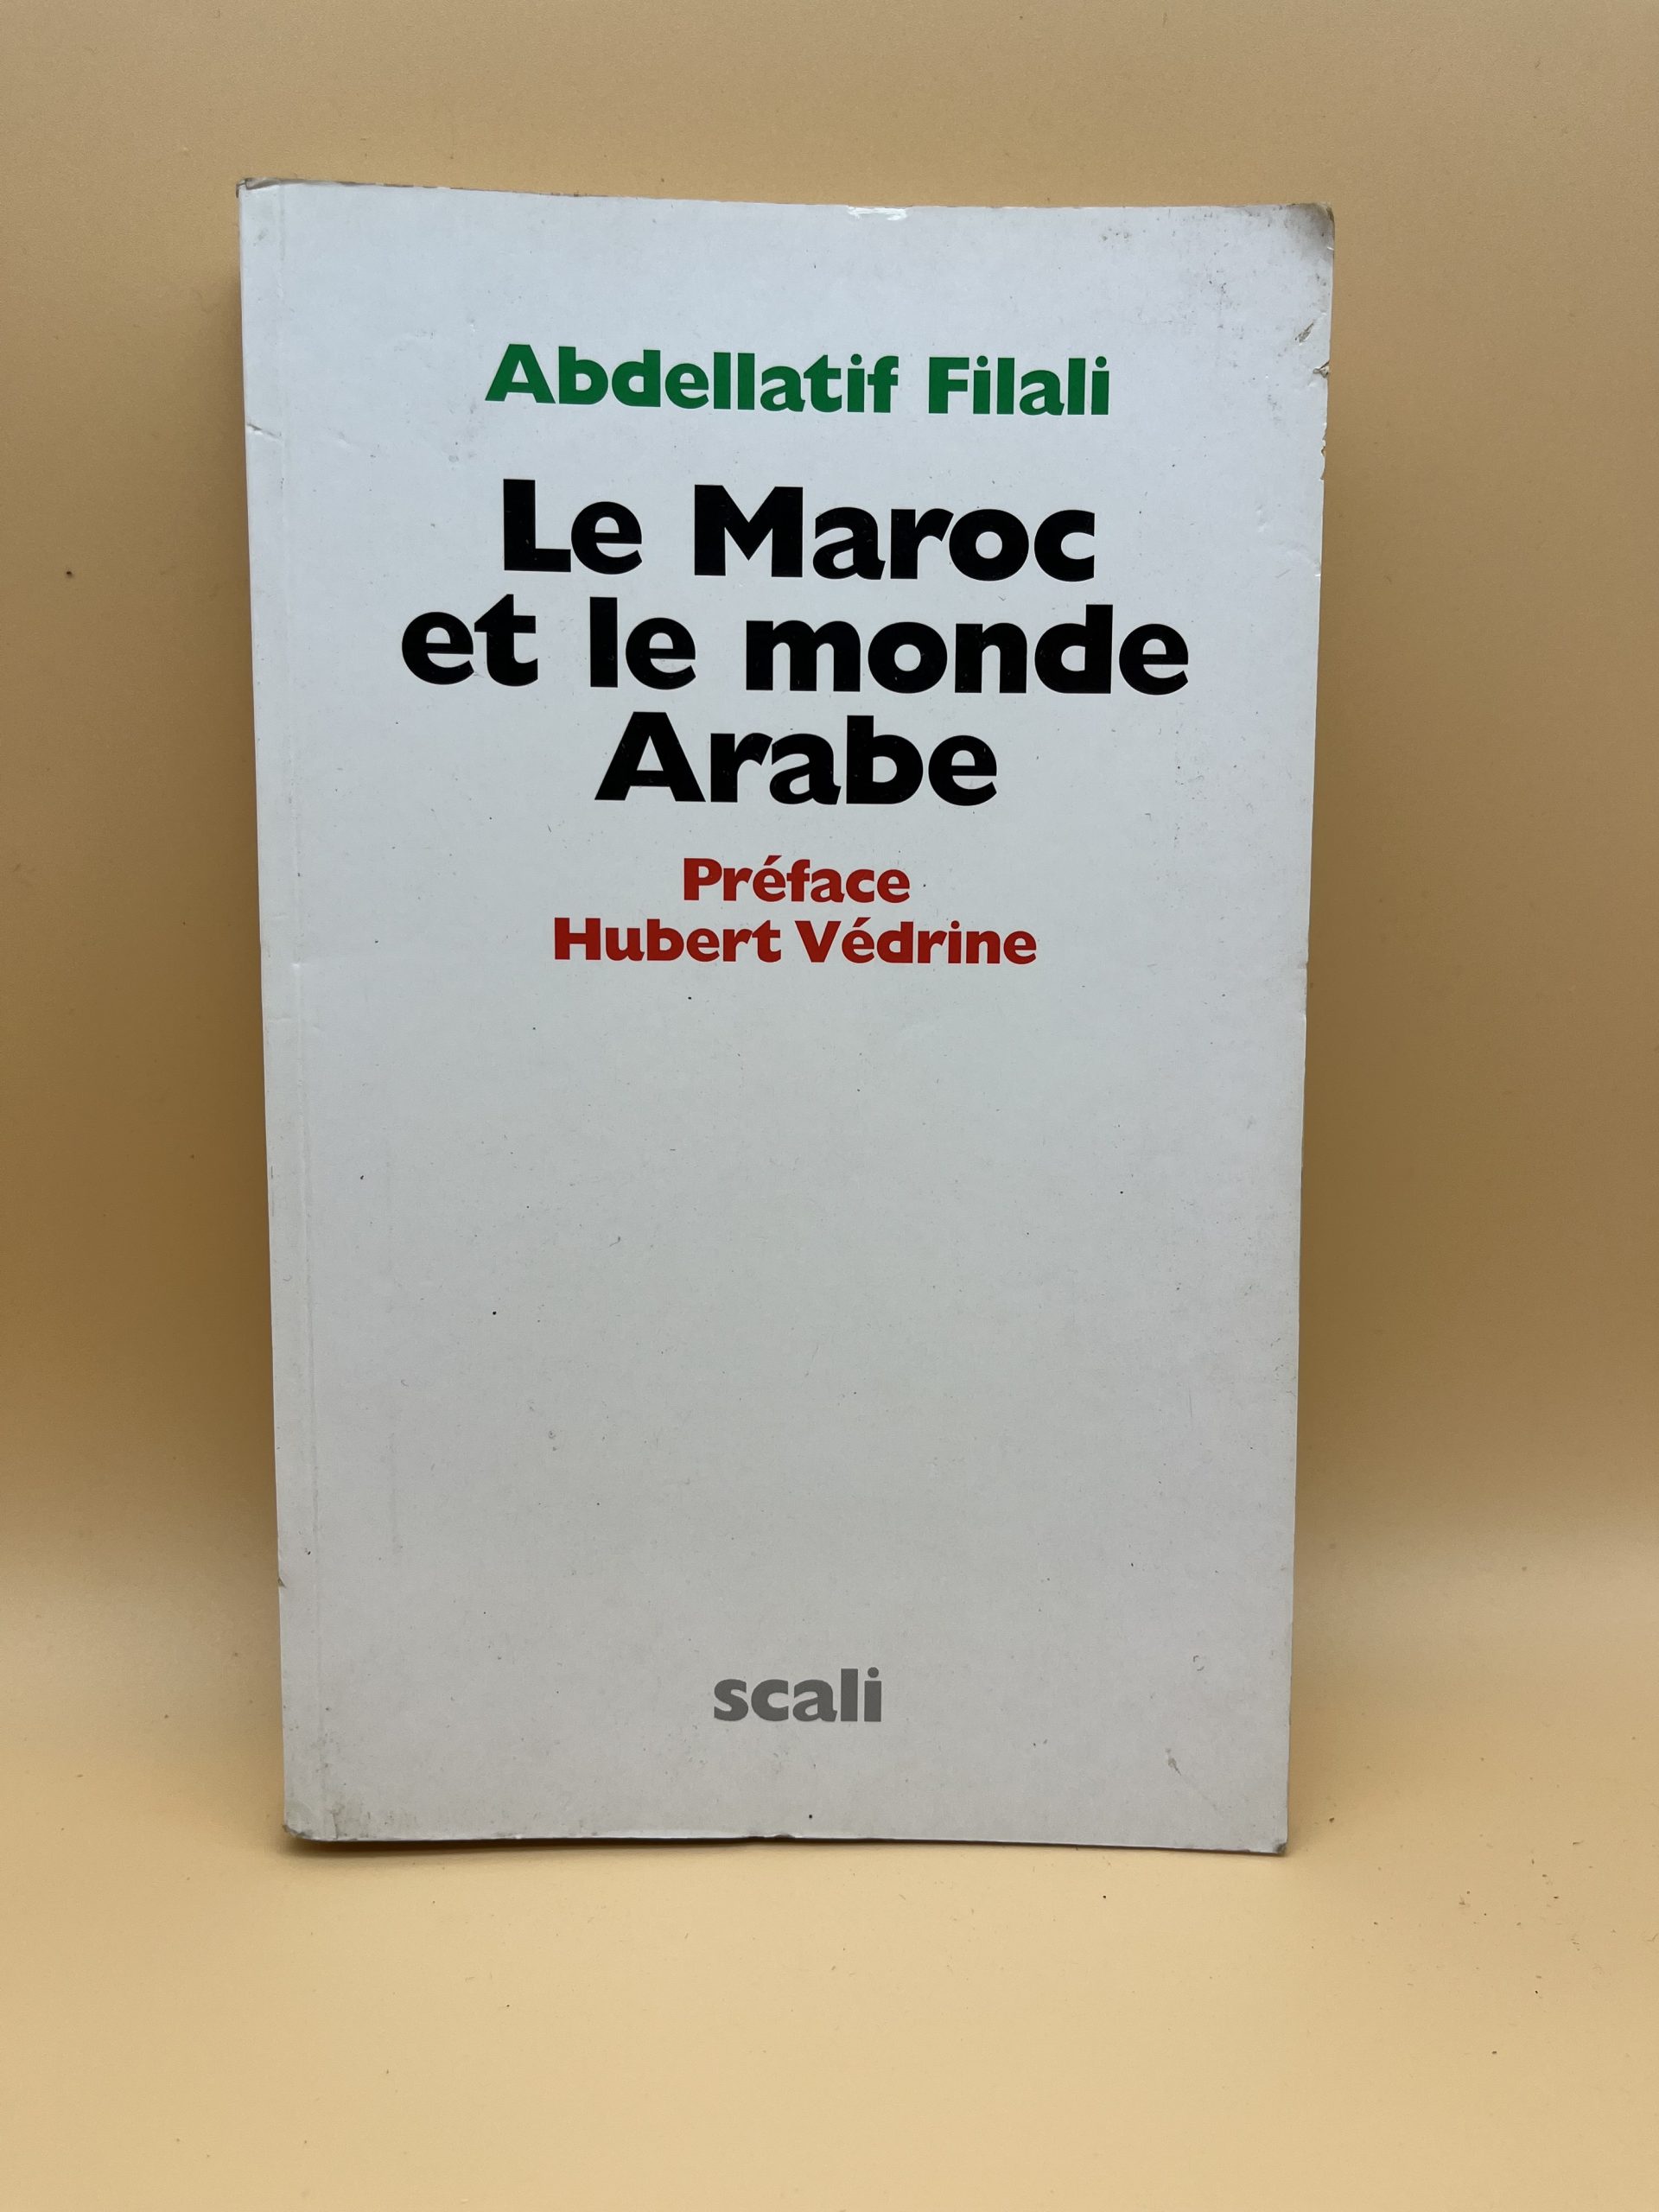 Abdellatif Filali
Le Maroc
et le monde
Arabe
Préface
Hubert Védrine
scali